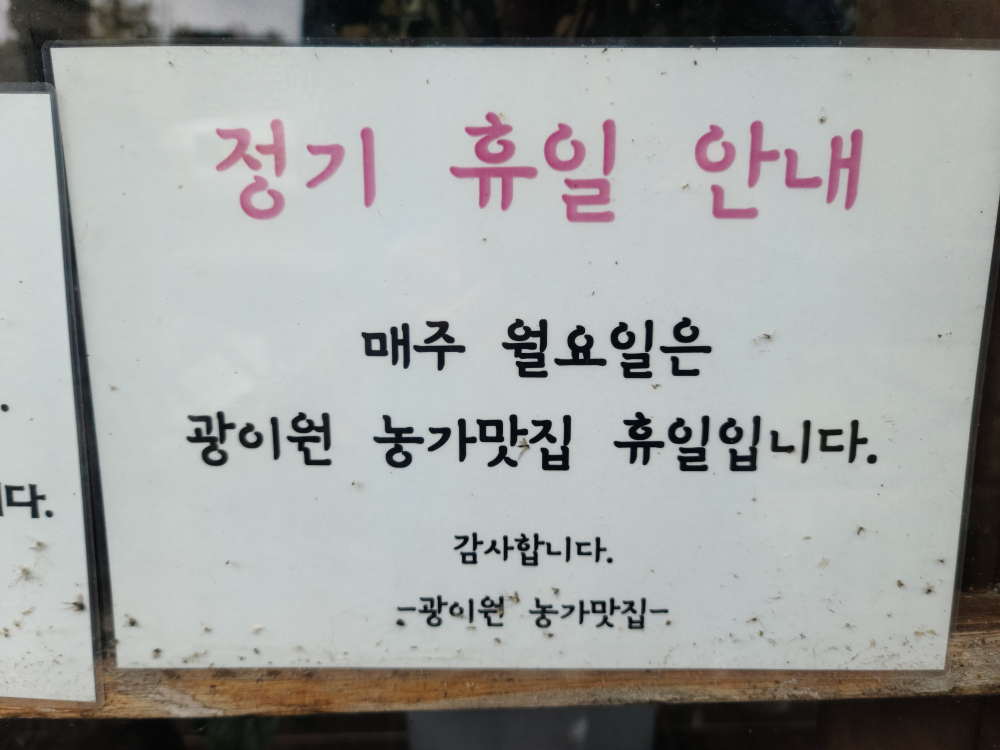 정기 휴일 안내
매주 월요일은
광이원 농가맛집 휴일입니다.
감사합니다.
-광이원 농가맛집-
다.